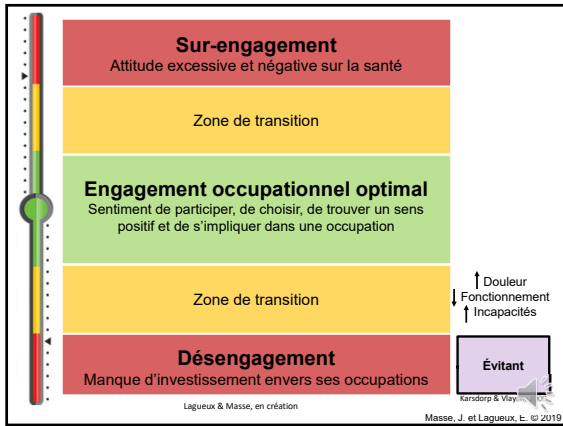 Sur-engagement
Attitude excessive et négative sur la santé
Zone de transition
Engagement occupationnel optimal
Sentiment de participer, de choisir, de trouver un sens
positif et de s'impliquer dans une occupation
Zone de transition
↑ Douleur
↓ Fonctionnement
↑ Incapacités
Désengagement
Manque d'investissement envers ses occupations
Évitant
Karsdorp &
Lagueux & Masse, en création
Masse, J. et Lagueux, E. © 2019